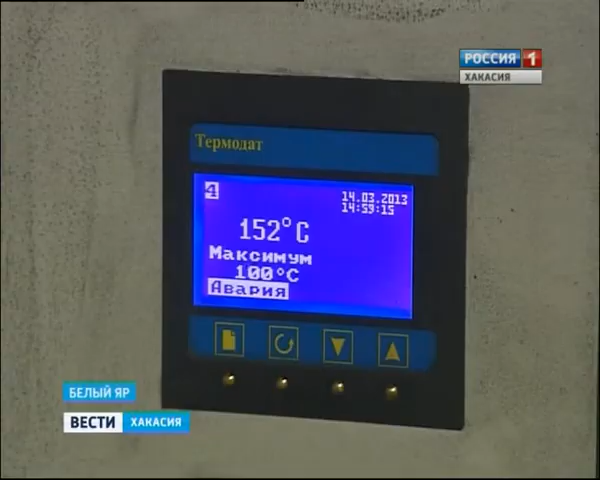 РОССИЯ 1
ХАКАСИЯ
Термодат
4
14.03.2013
14:59:15
152°C
Максимум
100°C
Авария
БЕЛЫЙ ЯР
ВЕСТИ ХАКАСИЯ